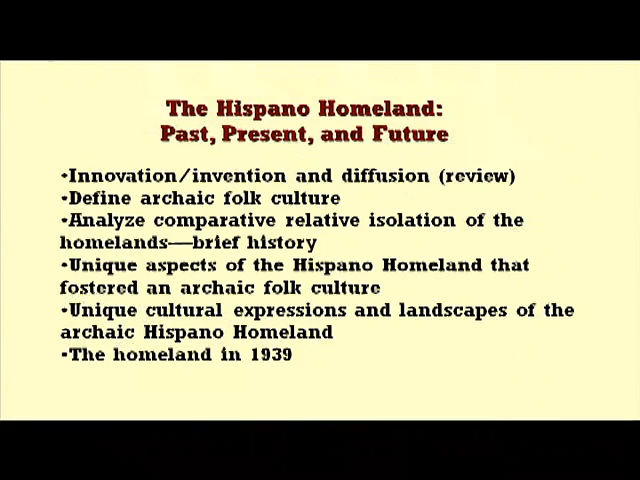 The Hispano Homeland:
Past, Present, and Future
•Innovation/invention and diffusion (review)
•Define archaic folk culture
•Analyze comparative relative isolation of the
homelands—brief history
•Unique aspects of the Hispano Homeland that
fostered an archaic folk culture
•Unique cultural expressions and landscapes of the
archaic Hispano Homeland
•The homeland in 1939